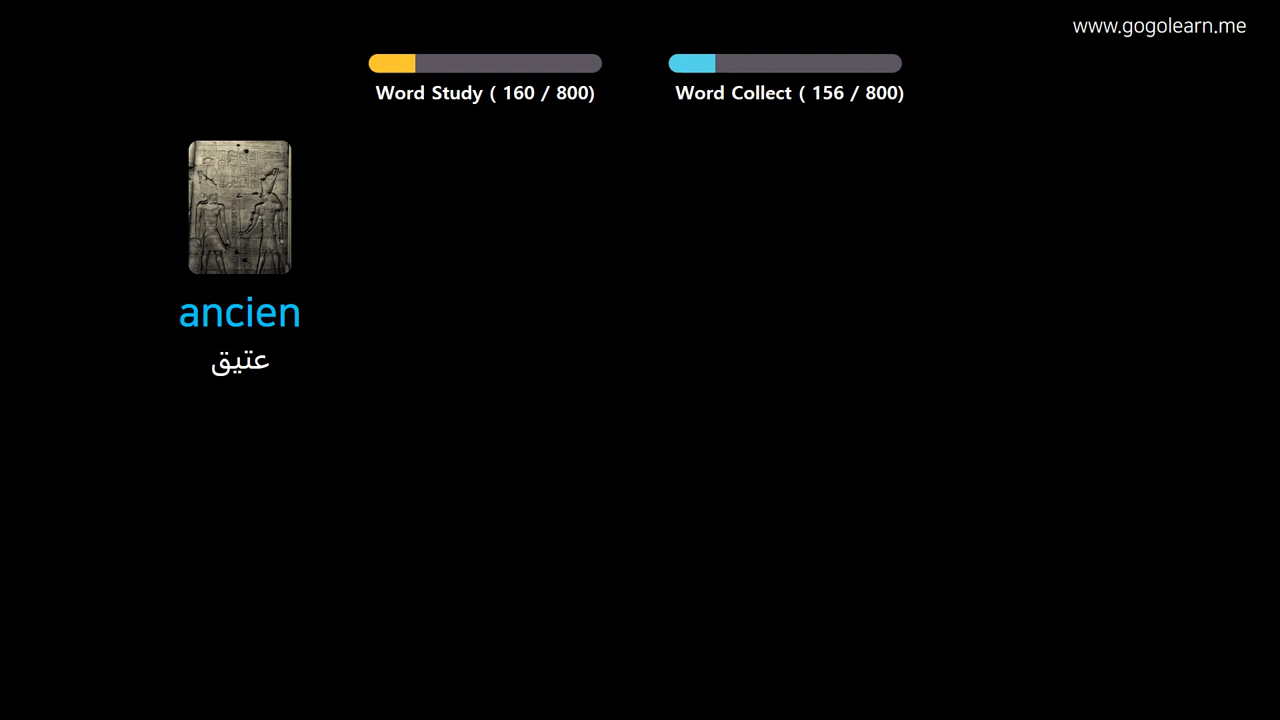 www.gogolearn.me
Word Study ( 160 / 800)
Word Collect ( 156 / 800)
ancien
عتيق